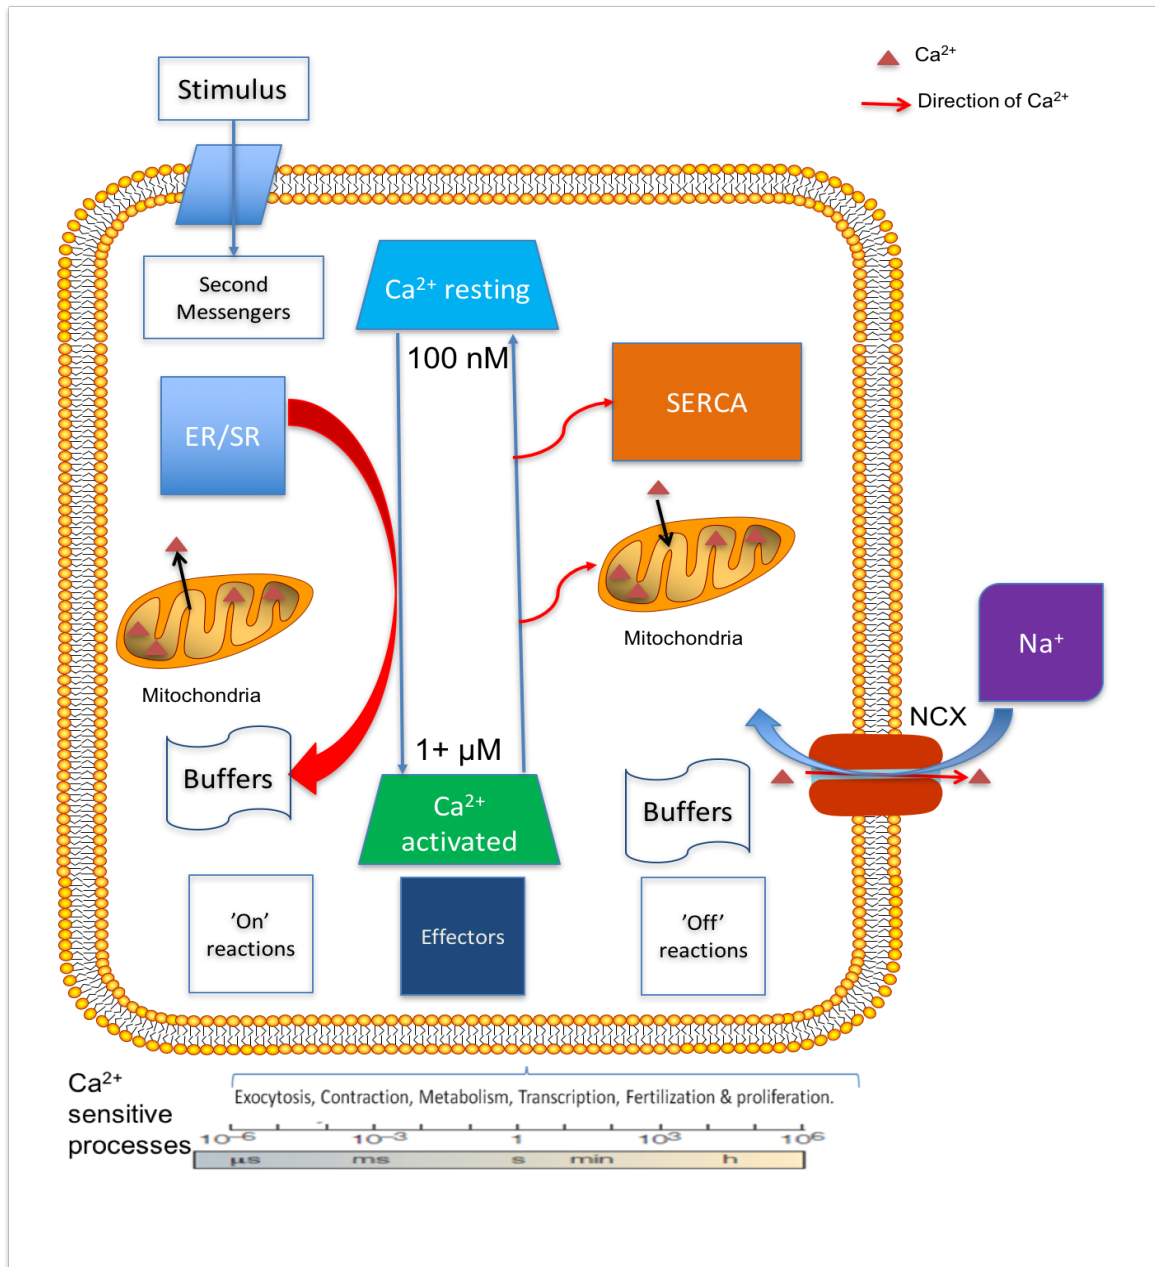 Ca²⁺
Direction of Ca²⁺
Stimulus
Second
Messengers
Ca²⁺ resting
100 nM
ER/SR
SERCA
Mitochondria
Mitochondria
Na⁺
NCX
1+ µM
Buffers
Buffers
Ca²⁺
activated
’On’
reactions
Effectors
'Off'
reactions
Ca²⁺
sensitive
processes
Exocytosis, Contraction, Metabolism, Transcription, Fertilization & proliferation.
10⁻⁶ 10⁻³ 1 10³ 10⁶
µs ms s min h